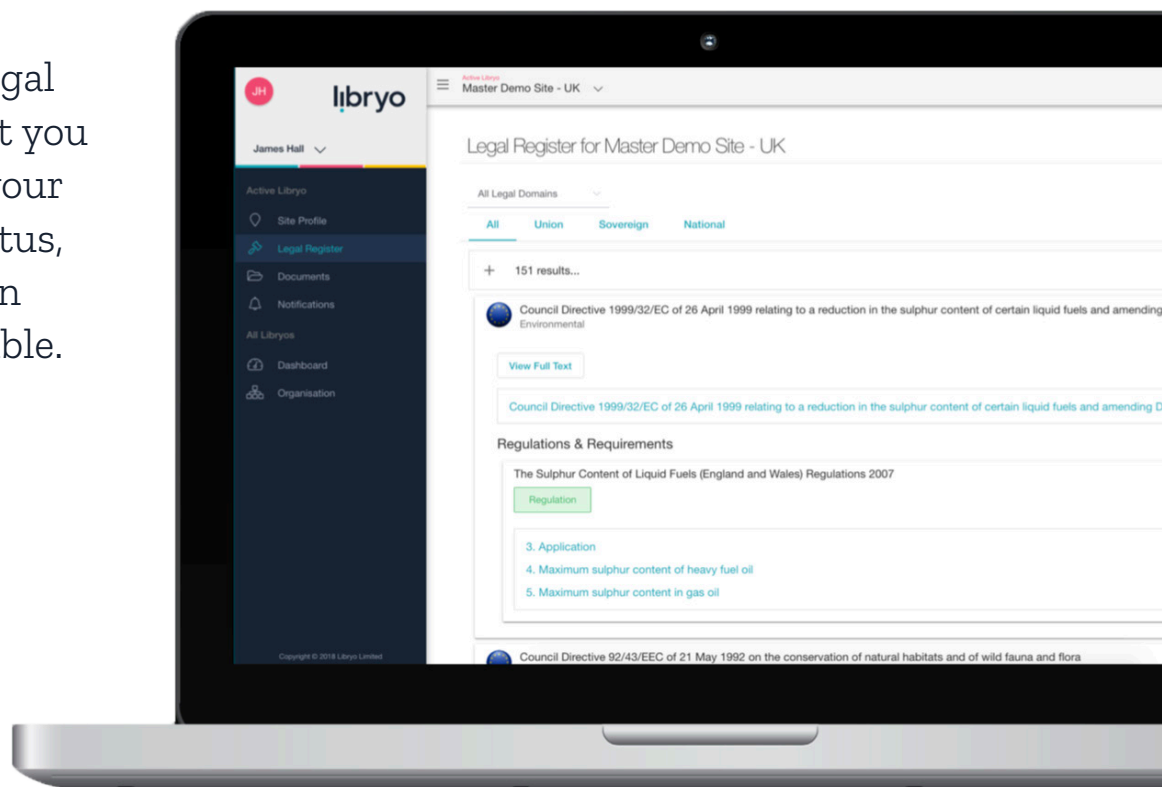 gal
t you
our
tus,
n
ble.
JH
libryo
James Hall
Active Libryo
Site Profile
Legal Register
Documents
Notifications
All Libryos
Dashboard
Organisation
Copyright © 2018 Libryo Limited
Active Libryo
Master Demo Site - UK
Legal Register for Master Demo Site - UK
All Legal Domains
All Union Sovereign National
+ 151 results...
Council Directive 1999/32/EC of 26 April 1999 relating to a reduction in the sulphur content of certain liquid fuels and amending
Environmental
View Full Text
Council Directive 1999/32/EC of 26 April 1999 relating to a reduction in the sulphur content of certain liquid fuels and amending D
Regulations & Requirements
The Sulphur Content of Liquid Fuels (England and Wales) Regulations 2007
Regulation
3. Application
4. Maximum sulphur content of heavy fuel oil
5. Maximum sulphur content in gas oil
Council Directive 92/43/EEC of 21 May 1992 on the conservation of natural habitats and of wild fauna and flora